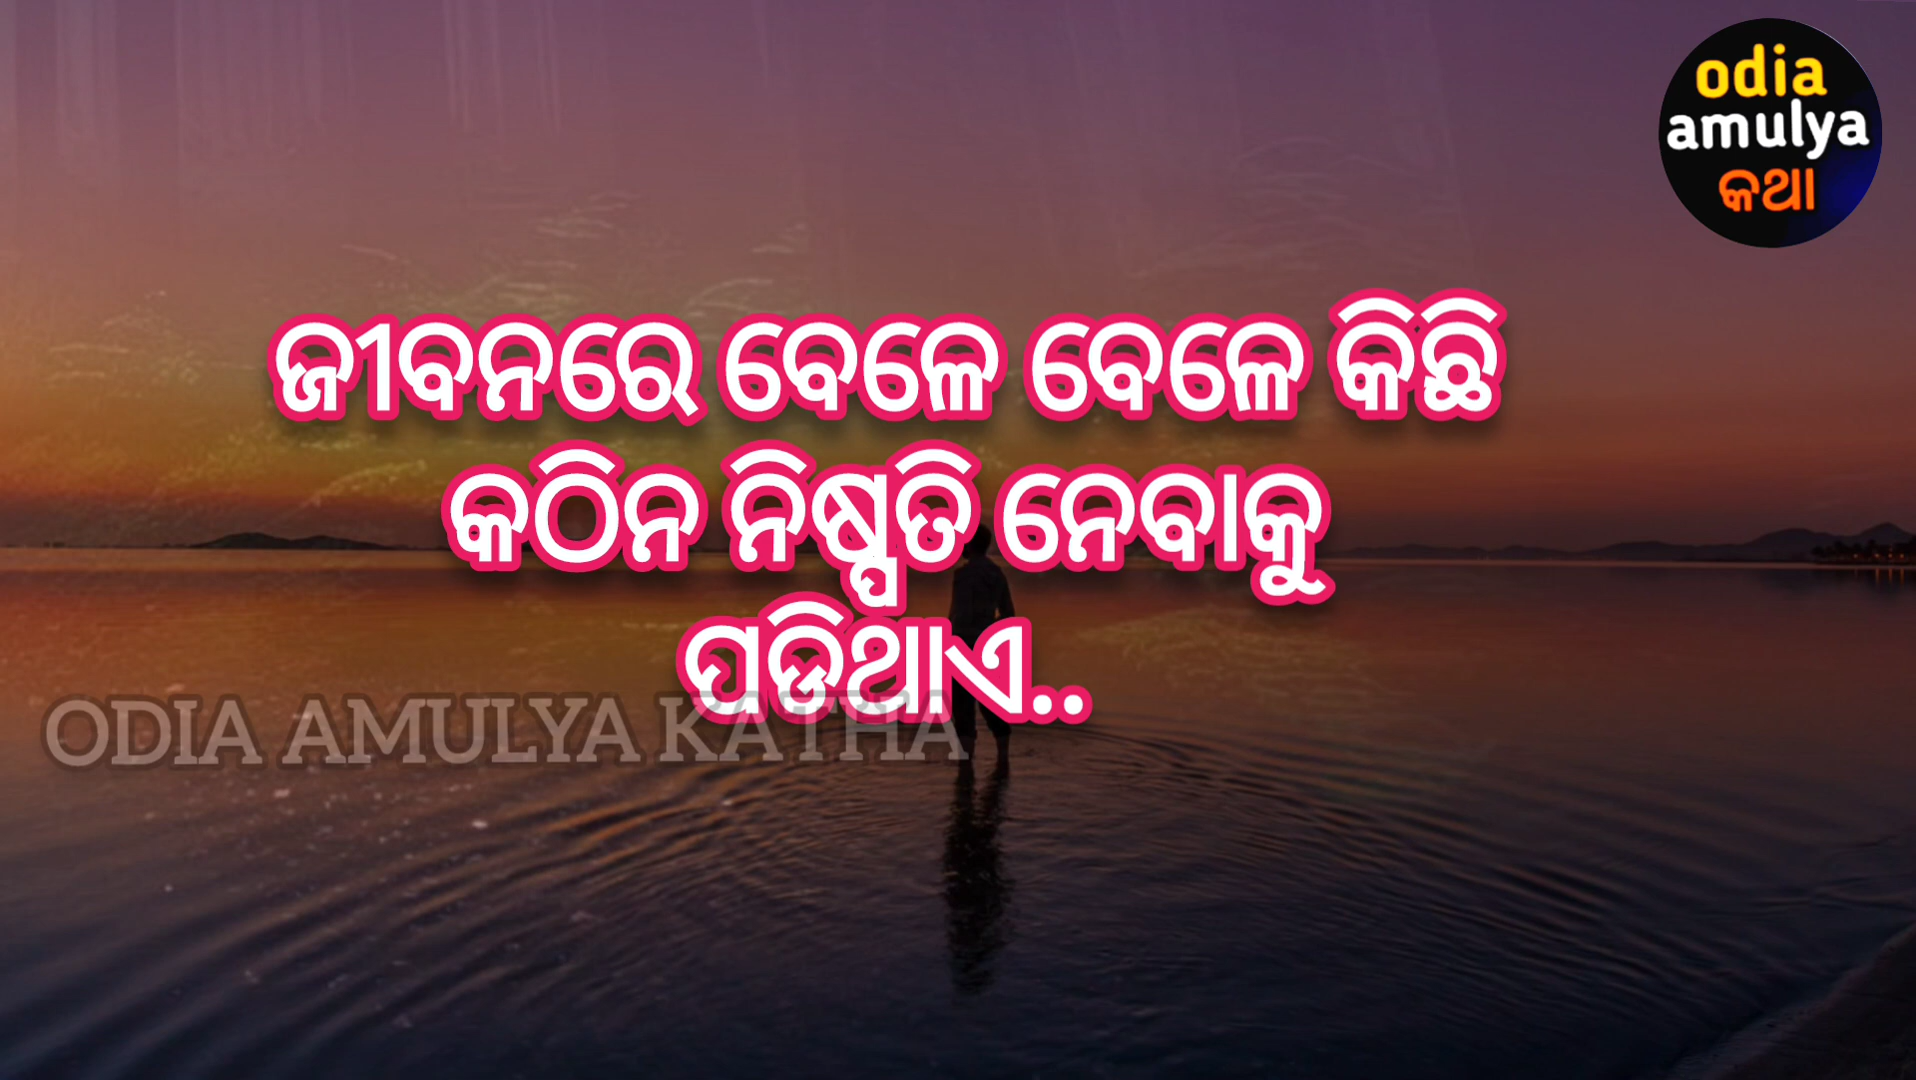 odia
amulya
କଥା
ଜୀବନରେ ବେଳେ ବେଳେ କିଛି
କଠିନ ନିଷ୍ପତି ନେବାକୁ
ପଡିଥାଏ..
ODIA AMULYA KATHA